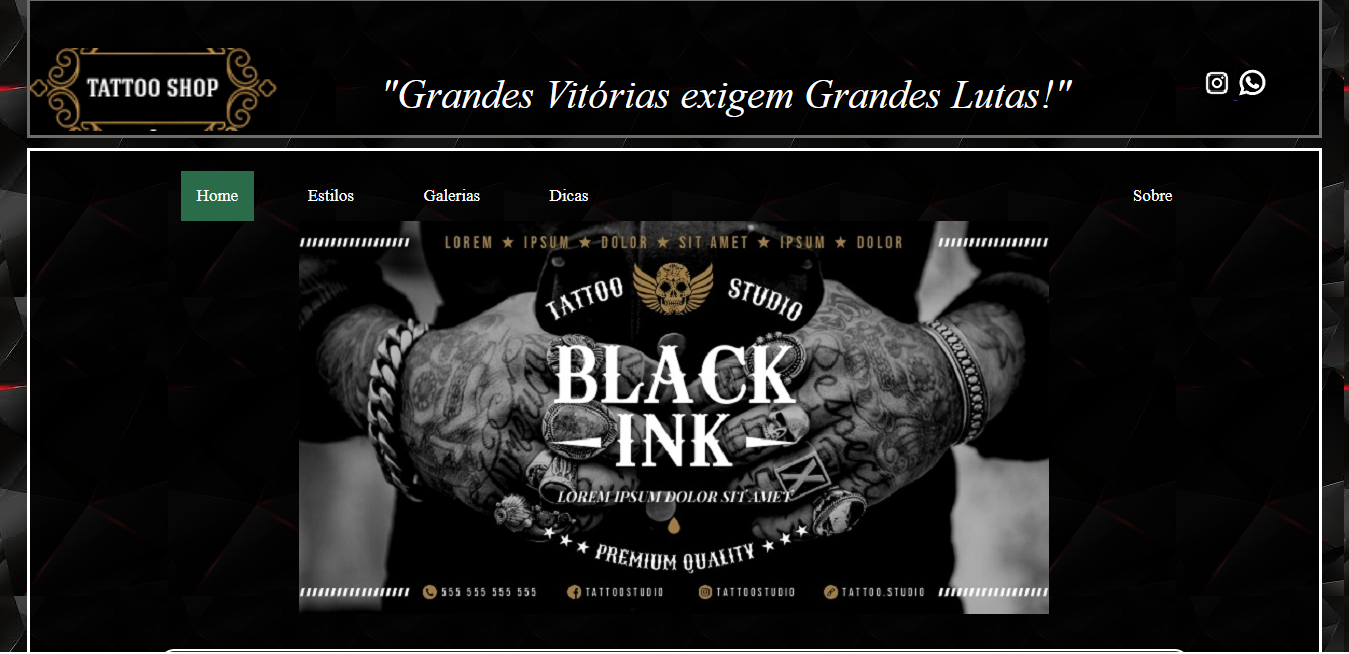 TATTOO SHOP
"Grandes Vitórias exigem Grandes Lutas!"
Home Estilos Galerias Dicas Sobre
LOREM ★ IPSUM ★ DOLOR ★ SIT AMET ★ IPSUM ★ DOLOR
TATTOO STUDIO
BLACK
INK
LOREM IPSUM DOLOR SIT AMET
★ ★ ★ PREMIUM QUALITY ★ ★ ★
555 555 555 555 TATTOOSTUDIO TATTOOSTUDIO TATTOO.STUDIO